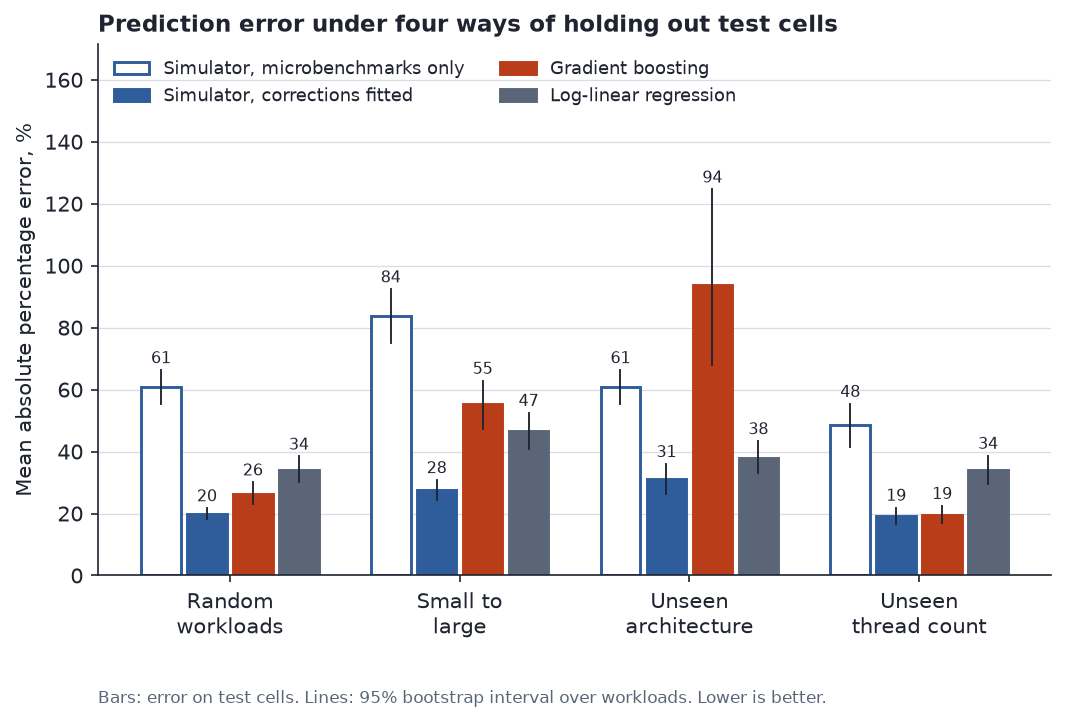 Prediction error under four ways of holding out test cells
Simulator, microbenchmarks only
Simulator, corrections fitted
Gradient boosting
Log-linear regression
Mean absolute percentage error, %
160
140
120
100
80
60
40
20
0
61
20
26
34
84
28
55
47
61
31
94
38
48
19
19
34
Random
workloads
Small to
large
Unseen
architecture
Unseen
thread count
Bars: error on test cells. Lines: 95% bootstrap interval over workloads. Lower is better.